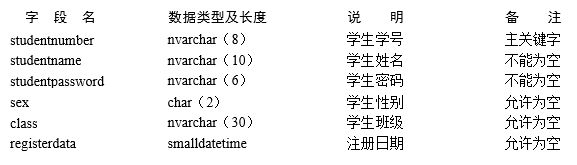 字 段 名 数据类型及长度 说 明 备 注
studentnumber nvarchar（8） 学生学号 主关键字
studentname nvarchar（10） 学生姓名 不能为空
studentpassword nvarchar（6） 学生密码 不能为空
sex char（2） 学生性别 允许为空
class nvarchar（30） 学生班级 允许为空
registerdata smalldatetime 注册日期 允许为空